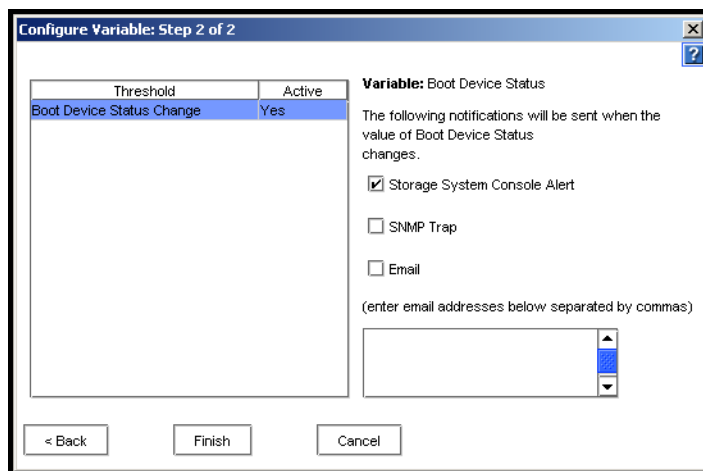 Configure Variable: Step 2 of 2
?
Threshold Active
Boot Device Status Change Yes
Variable: Boot Device Status
The following notifications will be sent when the
value of Boot Device Status
changes.
Storage System Console Alert
SNMP Trap
Email
(enter email addresses below separated by commas)
< Back Finish Cancel